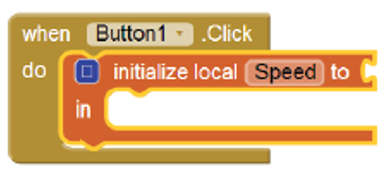 when Button1 .Click
do initialize local Speed to
in